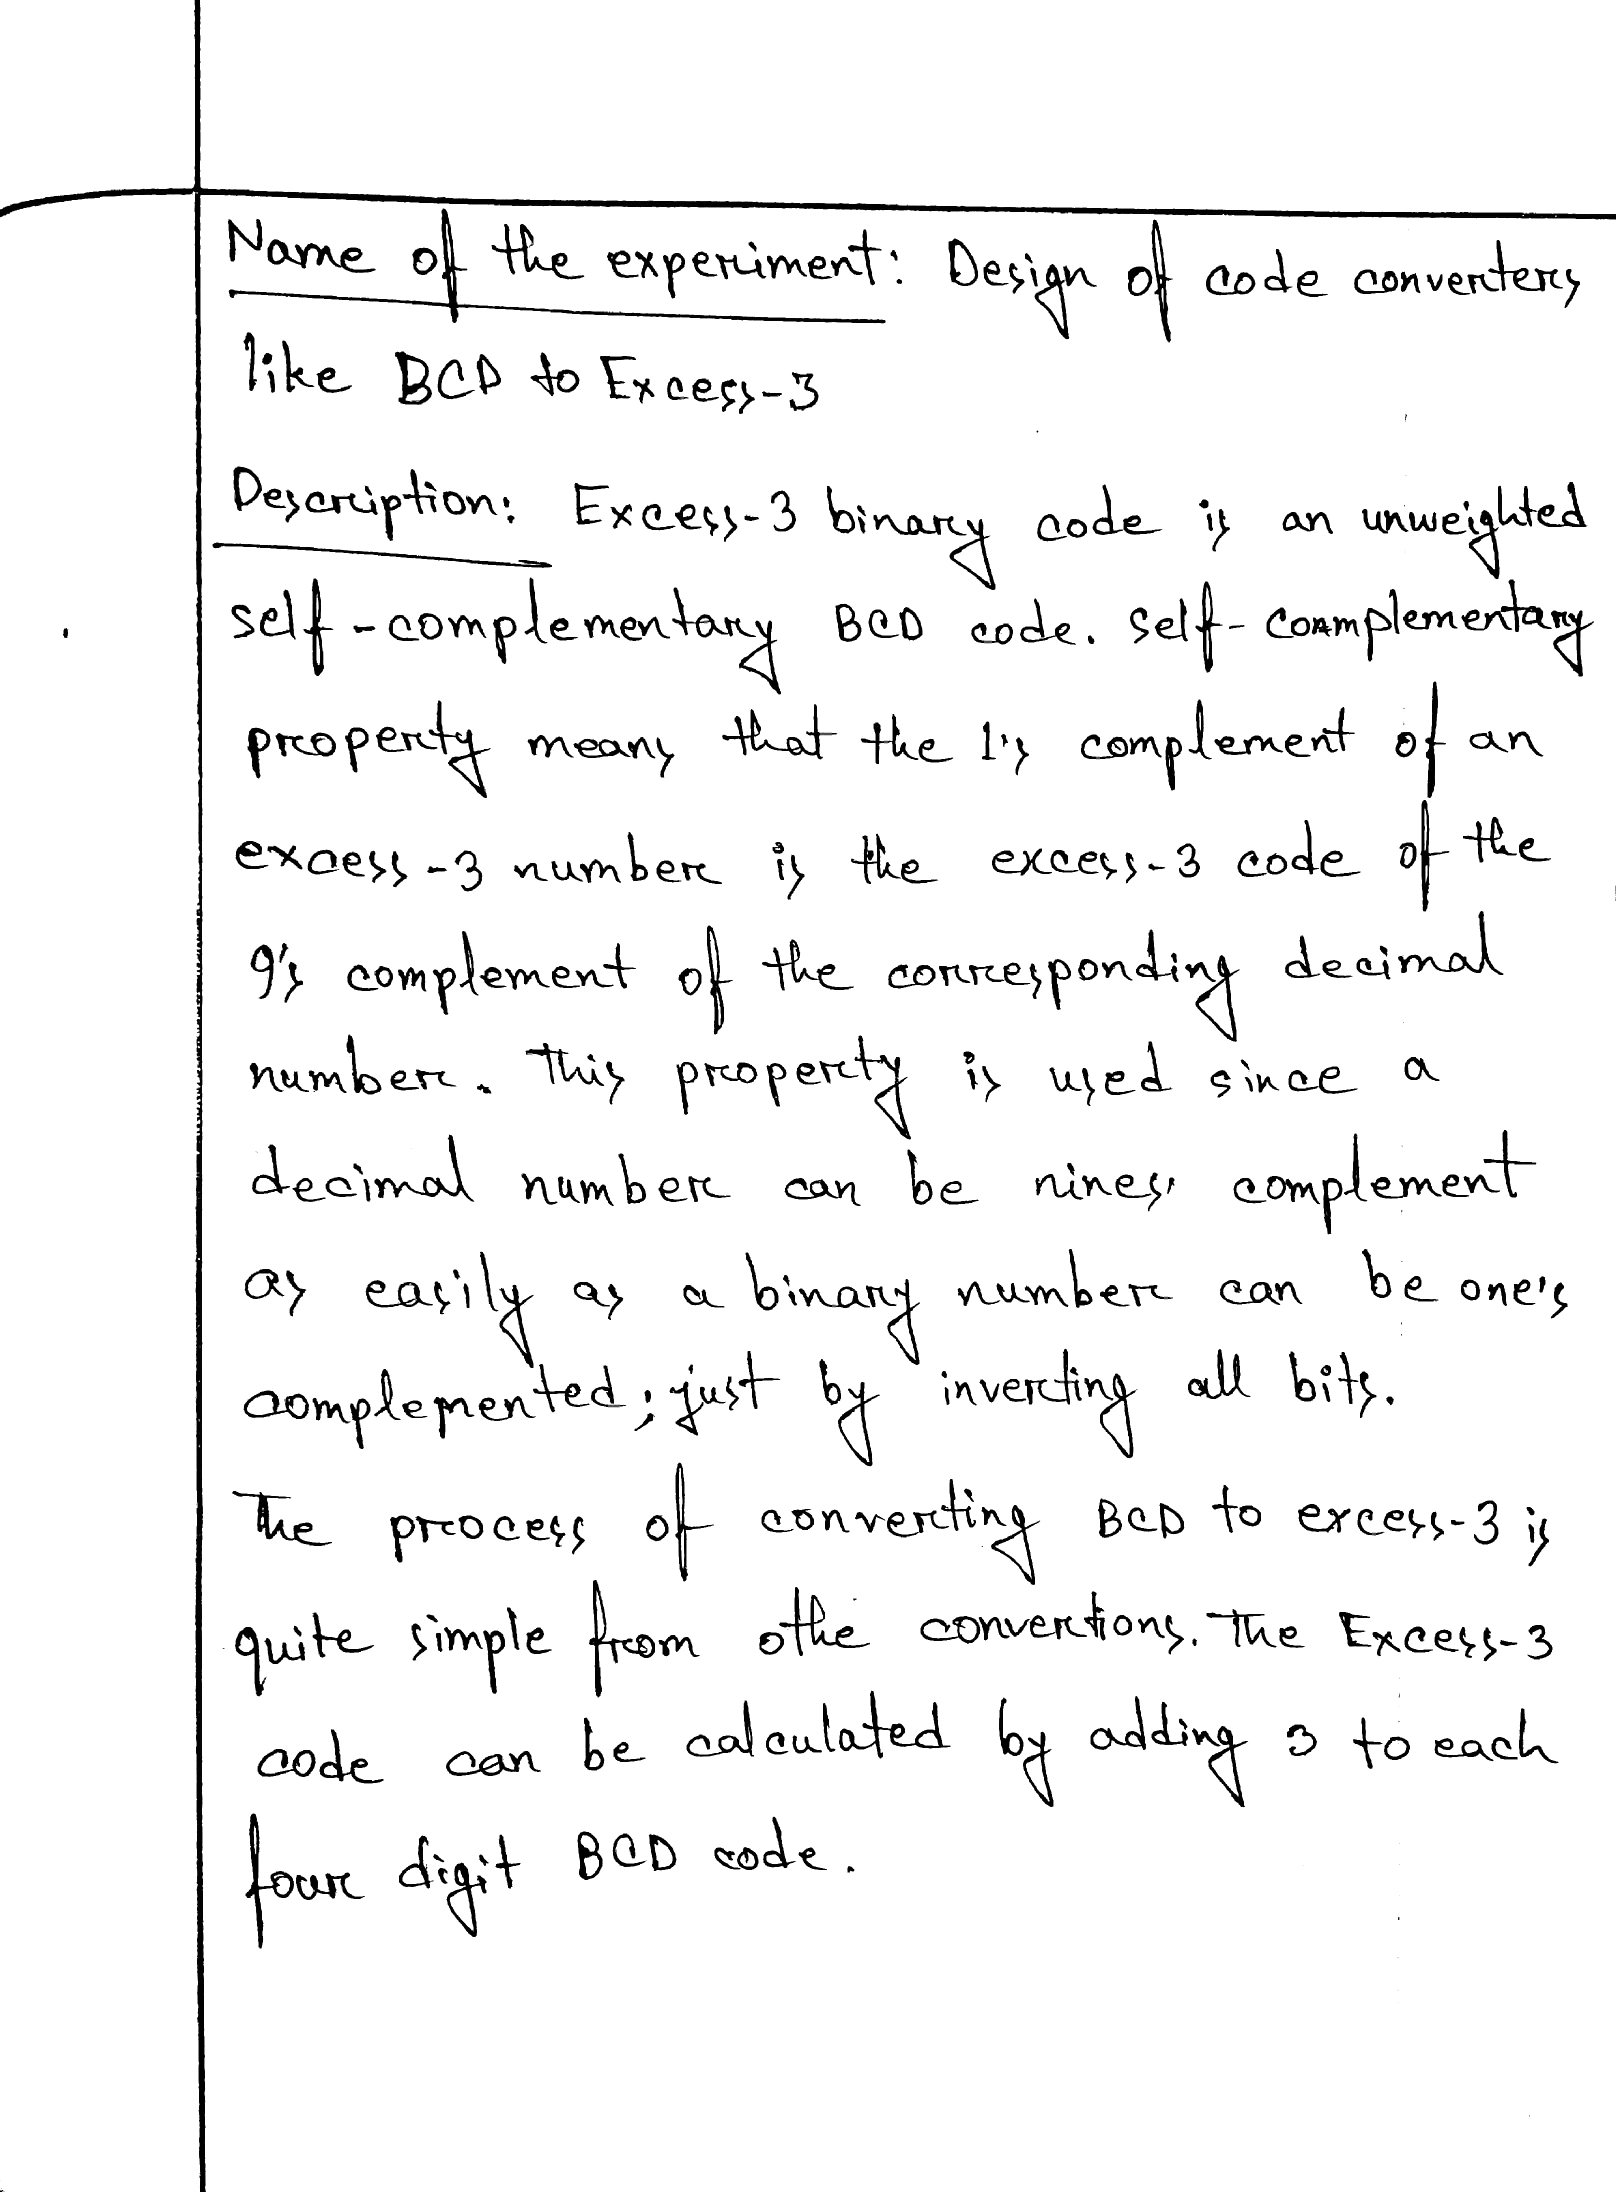 Name of the experiment: Design of code converters
like BCD to Excess-3
Description: Excess-3 binary code is an unweighted
self-complementary BCD code. Self-complementary
property means that the 1's complement of an
excess-3 number is the excess-3 code of the
9's complement of the corresponding decimal
number. This property is used since a
decimal number can be nines' complement
as easily as a binary number can be one's
complemented; just by inverting all bits.
The process of converting BCD to excess-3 is
quite simple from othe convertions. The Excess-3
code can be calculated by adding 3 to each
four digit BCD code.